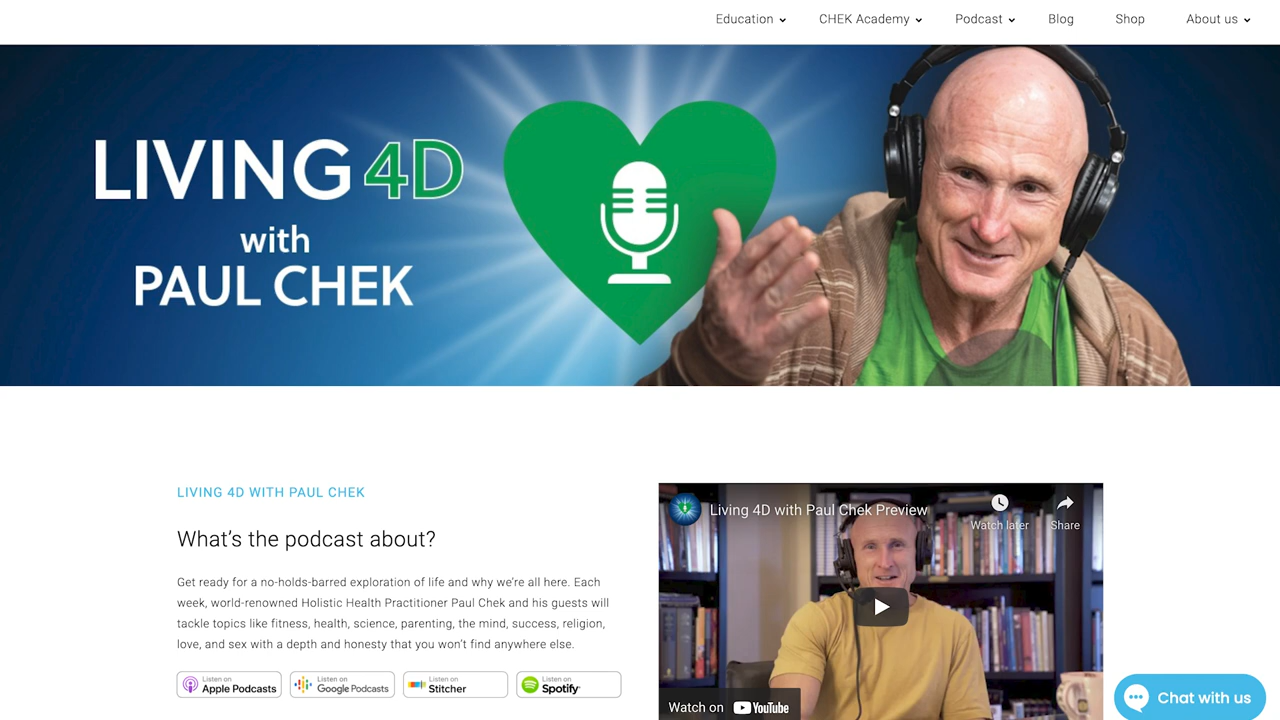 Education
CHEK Academy
Podcast
Blog
Shop
About us
LIVING 4D
with
PAUL CHEK
LIVING 4D WITH PAUL CHEK
What’s the podcast about?
Get ready for a no-holds-barred exploration of life and why we’re all here. Each
week, world-renowned Holistic Health Practitioner Paul Chek and his guests will
tackle topics like fitness, health, science, parenting, the mind, success, religion,
love, and sex with a depth and honesty that you won’t find anywhere else.
Listen on
Apple Podcasts
Listen on
Google Podcasts
Listen on
Stitcher
Listen on
Spotify
Living 4D with Paul Chek Preview
Watch later
Share
Watch on YouTube
Chat with us